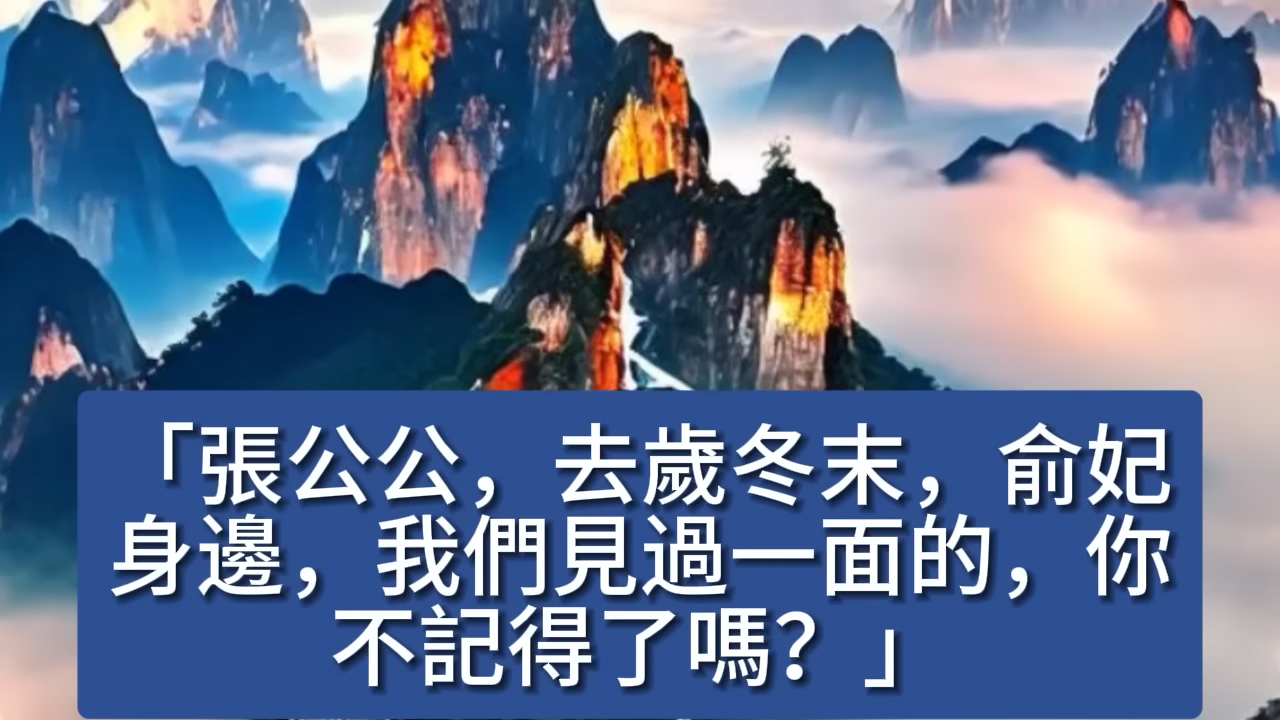 「張公公，去歲冬末，俞妃
身邊，我們見過一面的，你
不記得了嗎？」